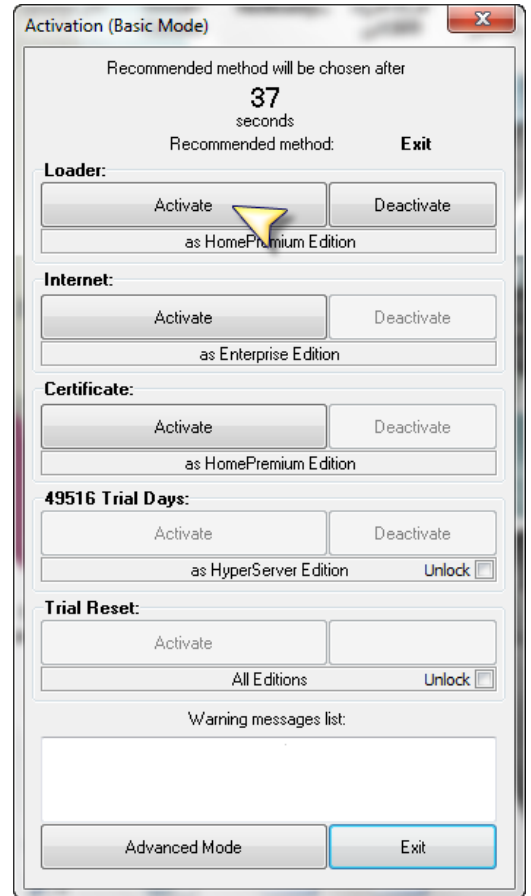 Activation (Basic Mode)
Recommended method will be chosen after
37
seconds
Recommended method: Exit
Loader:
Activate Deactivate
as HomePremium Edition
Internet:
Activate Deactivate
as Enterprise Edition
Certificate:
Activate Deactivate
as HomePremium Edition
49516 Trial Days:
Activate Deactivate
as HyperServer Edition Unlock
Trial Reset:
Activate
All Editions Unlock
Warning messages list:
Advanced Mode Exit